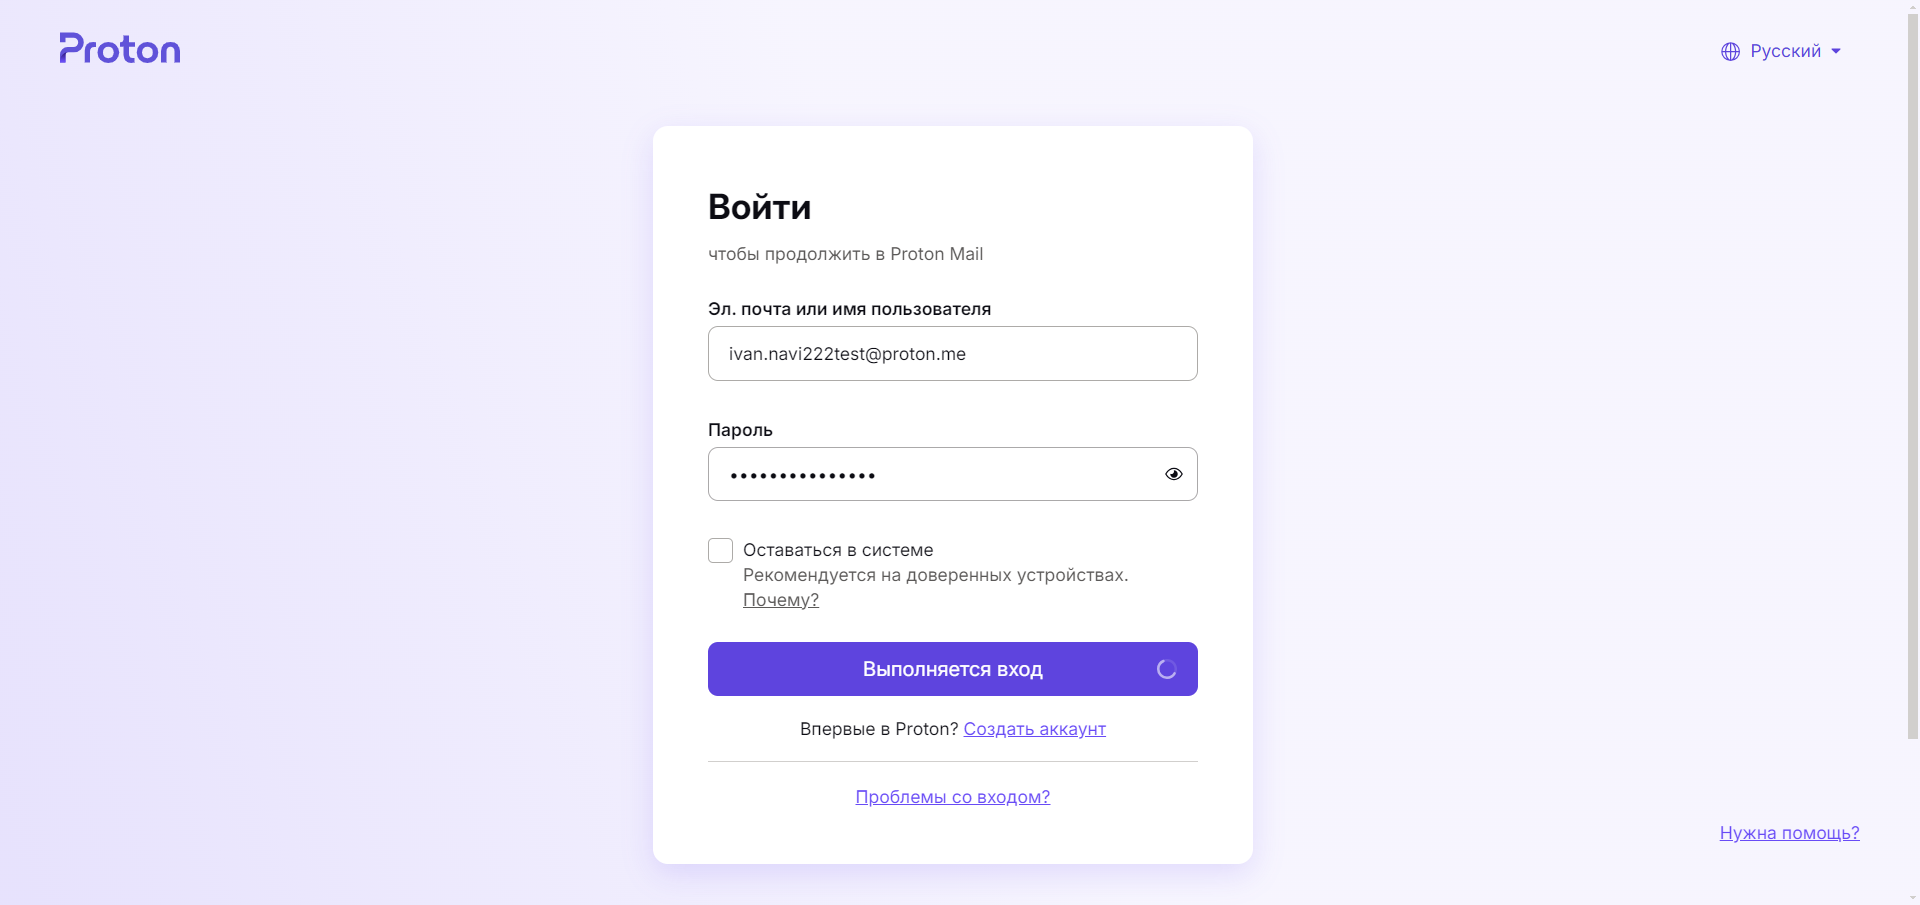 Proton
Русский
Войти
чтобы продолжить в Proton Mail
Эл. почта или имя пользователя
ivan.navi222test@proton.me
Пароль
•••••••••••••••
Оставаться в системе
Рекомендуется на доверенных устройствах.
Почему?
Выполняется вход
Впервые в Proton? Создать аккаунт
Проблемы со входом?
Нужна помощь?